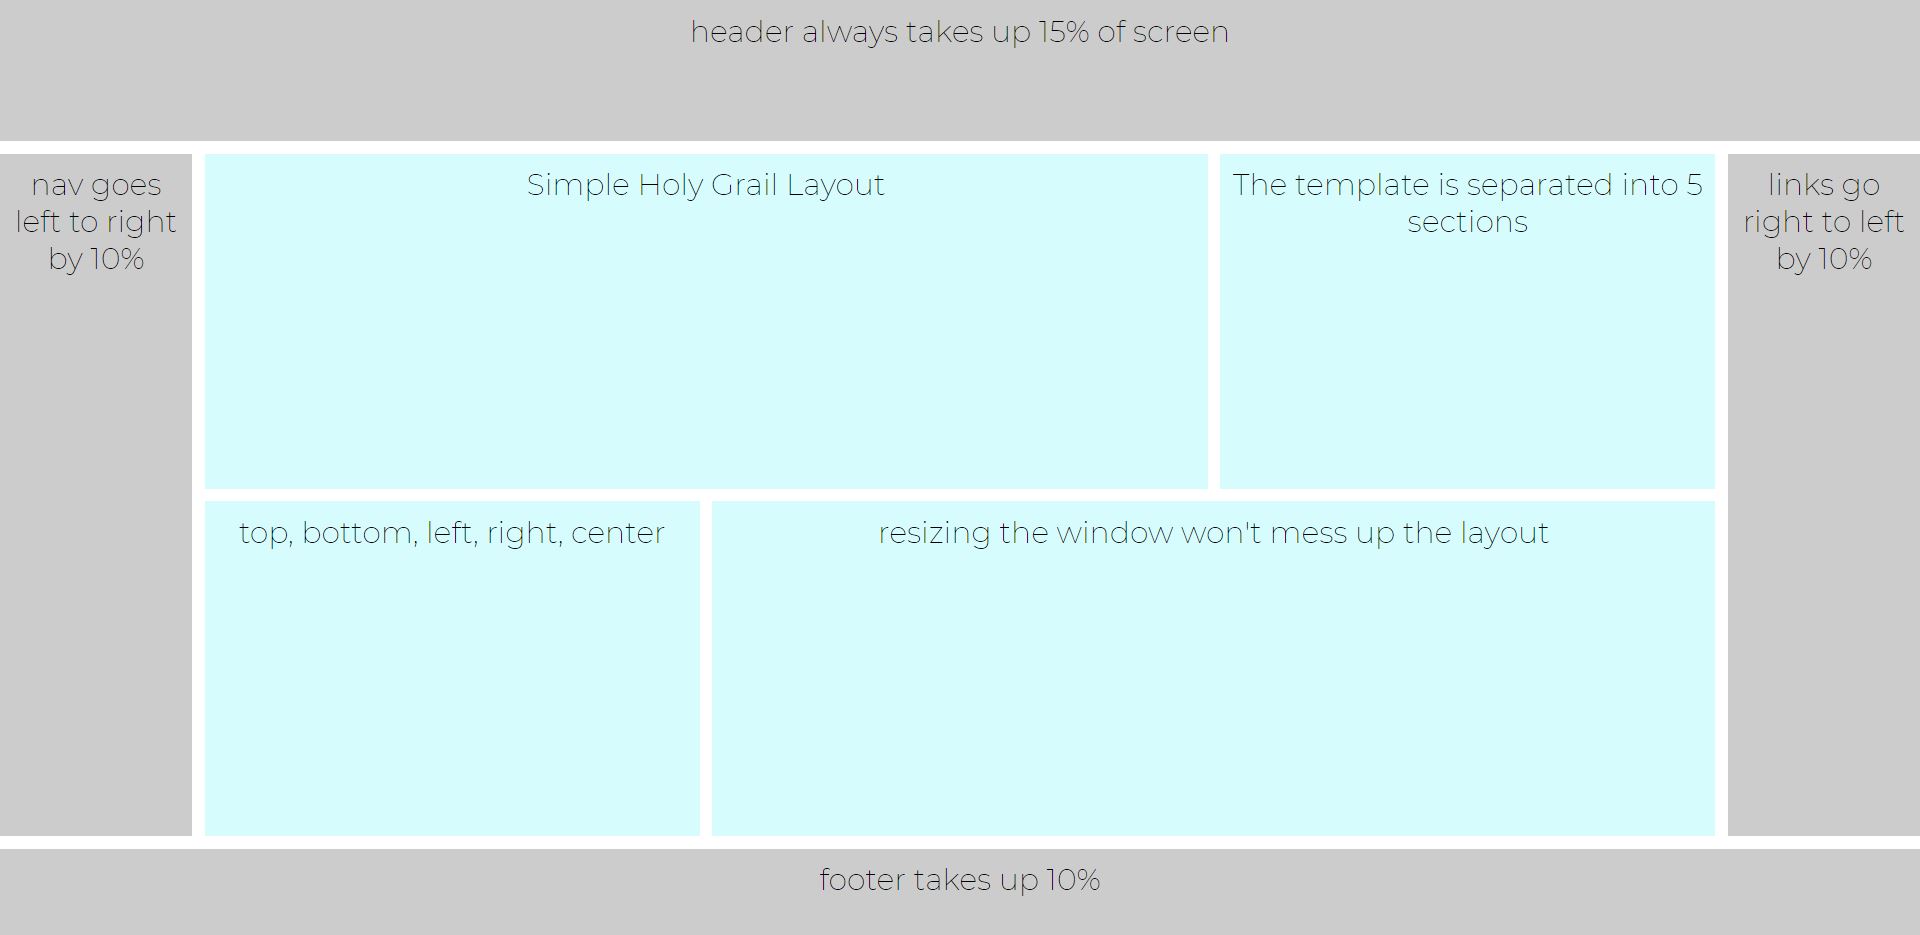 header always takes up 15% of screen
nav goes
left to right
by 10%
Simple Holy Grail Layout
The template is separated into 5
sections
links go
right to left
by 10%
top, bottom, left, right, center
resizing the window won't mess up the layout
footer takes up 10%